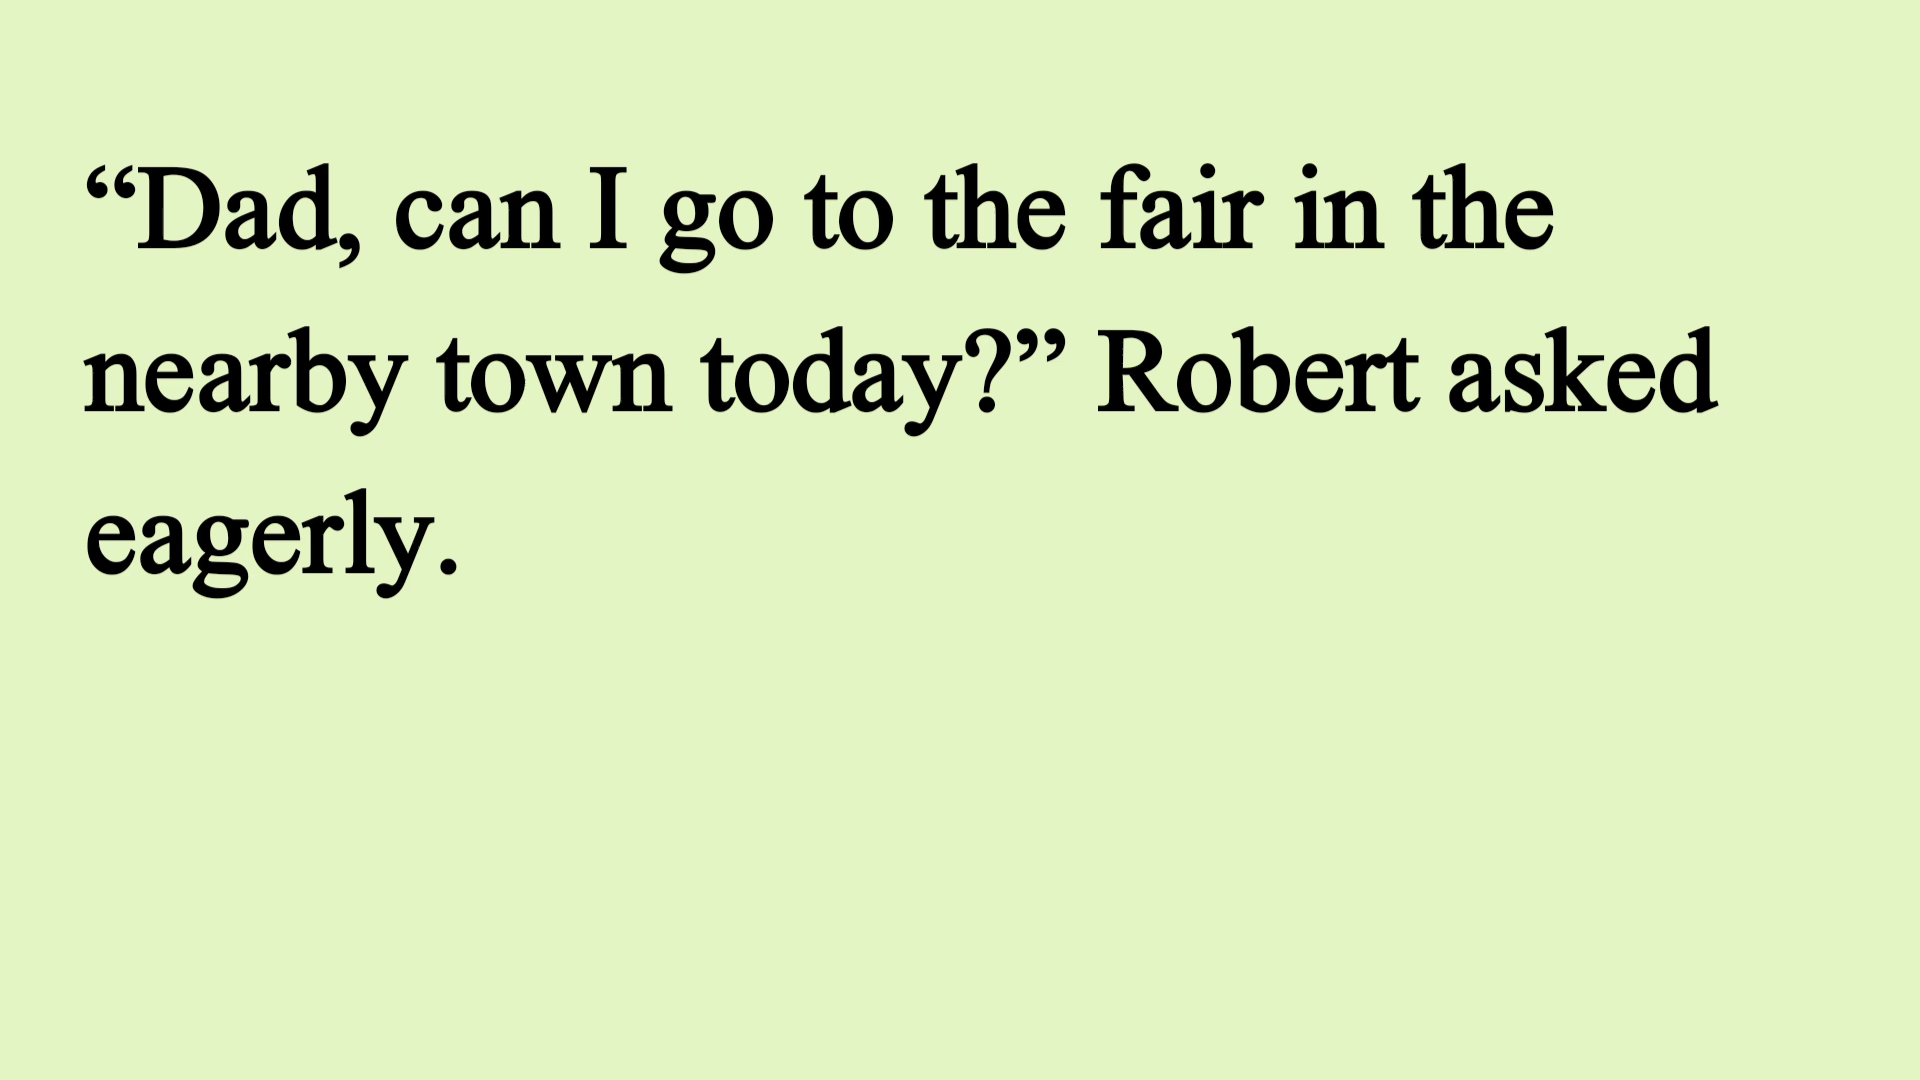 “Dad, can I go to the fair in the
nearby town today?” Robert asked
eagerly.